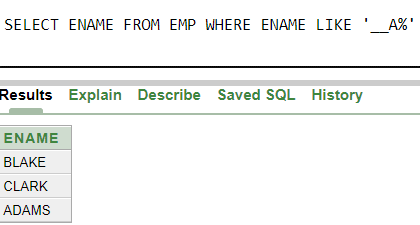 SELECT ENAME FROM EMP WHERE ENAME LIKE '__A%'
Results Explain Describe Saved SQL History
ENAME
BLAKE
CLARK
ADAMS